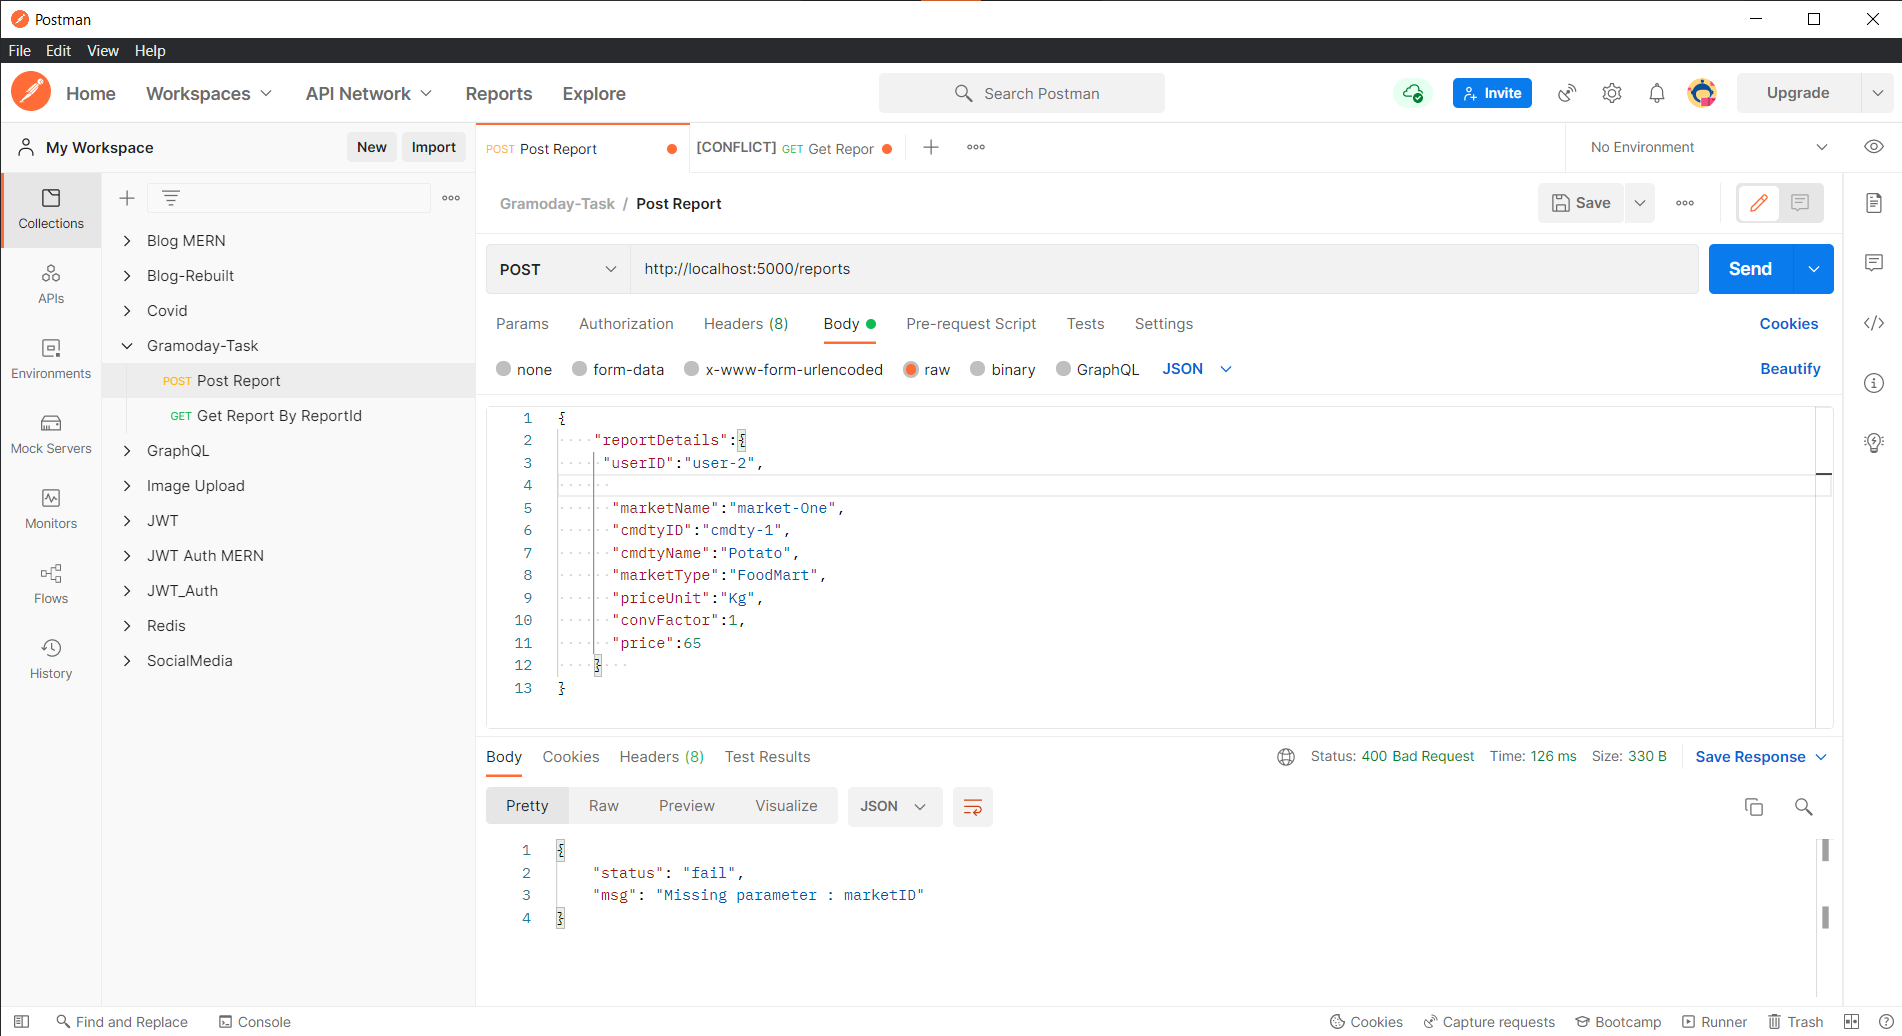 Postman
File Edit View Help
Home Workspaces API Network Reports Explore Search Postman Invite Upgrade
My Workspace New Import POST Post Report [CONFLICT] GET Get Repor No Environment
Collections
APIs
Environments
Mock Servers
Monitors
Flows
History
Blog MERN
Blog-Rebuilt
Covid
Gramoday-Task
POST Post Report
GET Get Report By ReportId
GraphQL
Image Upload
JWT
JWT Auth MERN
JWT_Auth
Redis
SocialMedia
Gramoday-Task / Post Report Save
POST http://localhost:5000/reports Send
Params Authorization Headers (8) Body Pre-request Script Tests Settings Cookies
none form-data x-www-form-urlencoded raw binary GraphQL JSON Beautify
1 {
2 "reportDetails":{
3 "userID":"user-2",
4
5 "marketName":"market-One",
6 "cmdtyID":"cmdty-1",
7 "cmdtyName":"Potato",
8 "marketType":"FoodMart",
9 "priceUnit":"Kg",
10 "convFactor":1,
11 "price":65
12 }
13 }
Body Cookies Headers (8) Test Results Status: 400 Bad Request Time: 126 ms Size: 330 B Save Response
Pretty Raw Preview Visualize JSON
1 {
2 "status": "fail",
3 "msg": "Missing parameter : marketID"
4 }
Find and Replace Console Cookies Capture requests Bootcamp Runner Trash